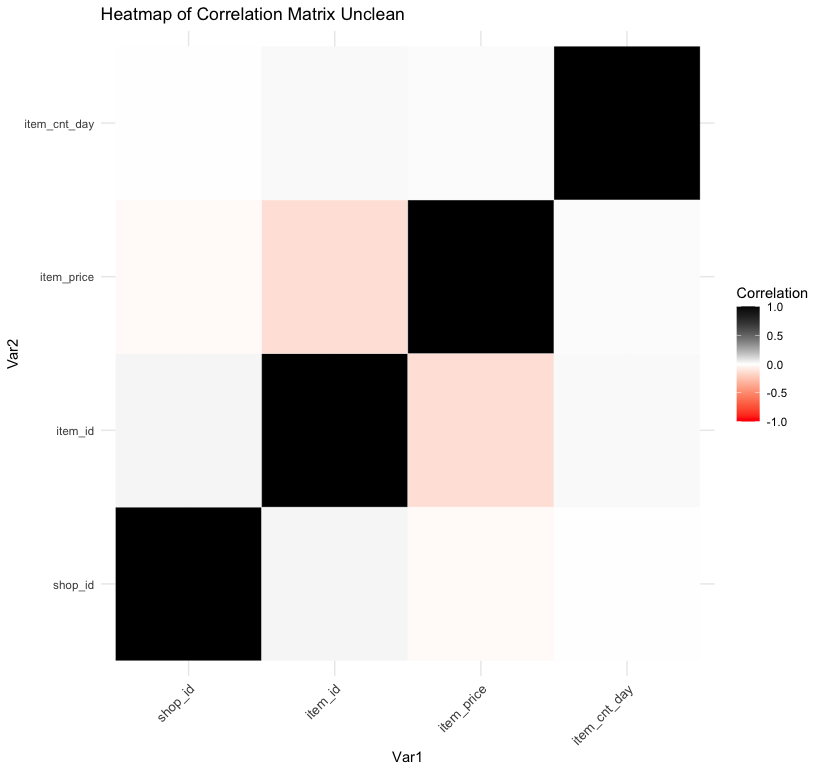 Heatmap of Correlation Matrix Unclean
item_cnt_day
item_price
item_id
shop_id
Var2
shop_id
item_id
item_price
item_cnt_day
Var1
Correlation
1.0
0.5
0.0
-0.5
-1.0